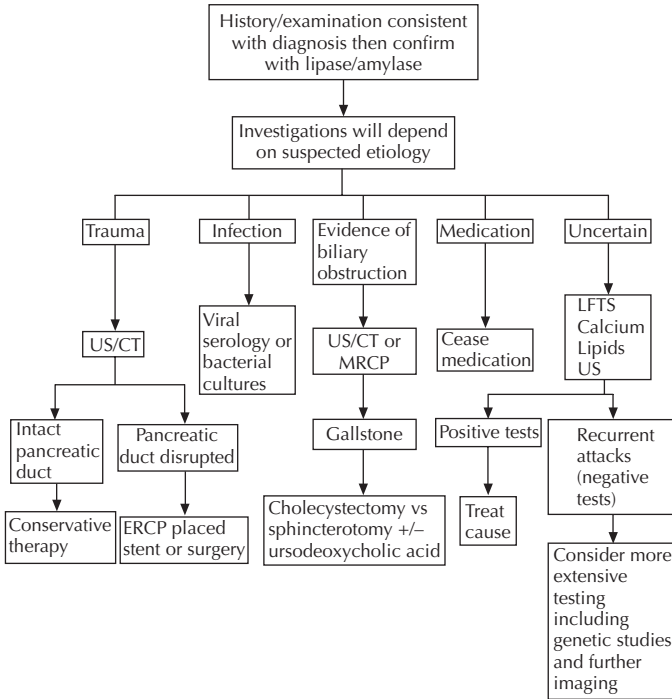 History/examination consistent
with diagnosis then confirm
with lipase/amylase
Investigations will depend
on suspected etiology
Trauma
Infection
Evidence of
biliary
obstruction
Medication
Uncertain
US/CT
Viral
serology or
bacterial
cultures
US/CT or
MRCP
Cease
medication
LFTS
Calcium
Lipids
US
Intact
pancreatic
duct
Pancreatic
duct disrupted
Gallstone
Positive tests
Recurrent
attacks
(negative
tests)
Conservative
therapy
ERCP placed
stent or surgery
Cholecystectomy vs
sphincterotomy +/–
ursodeoxycholic acid
Treat
cause
Consider more
extensive
testing
including
genetic studies
and further
imaging